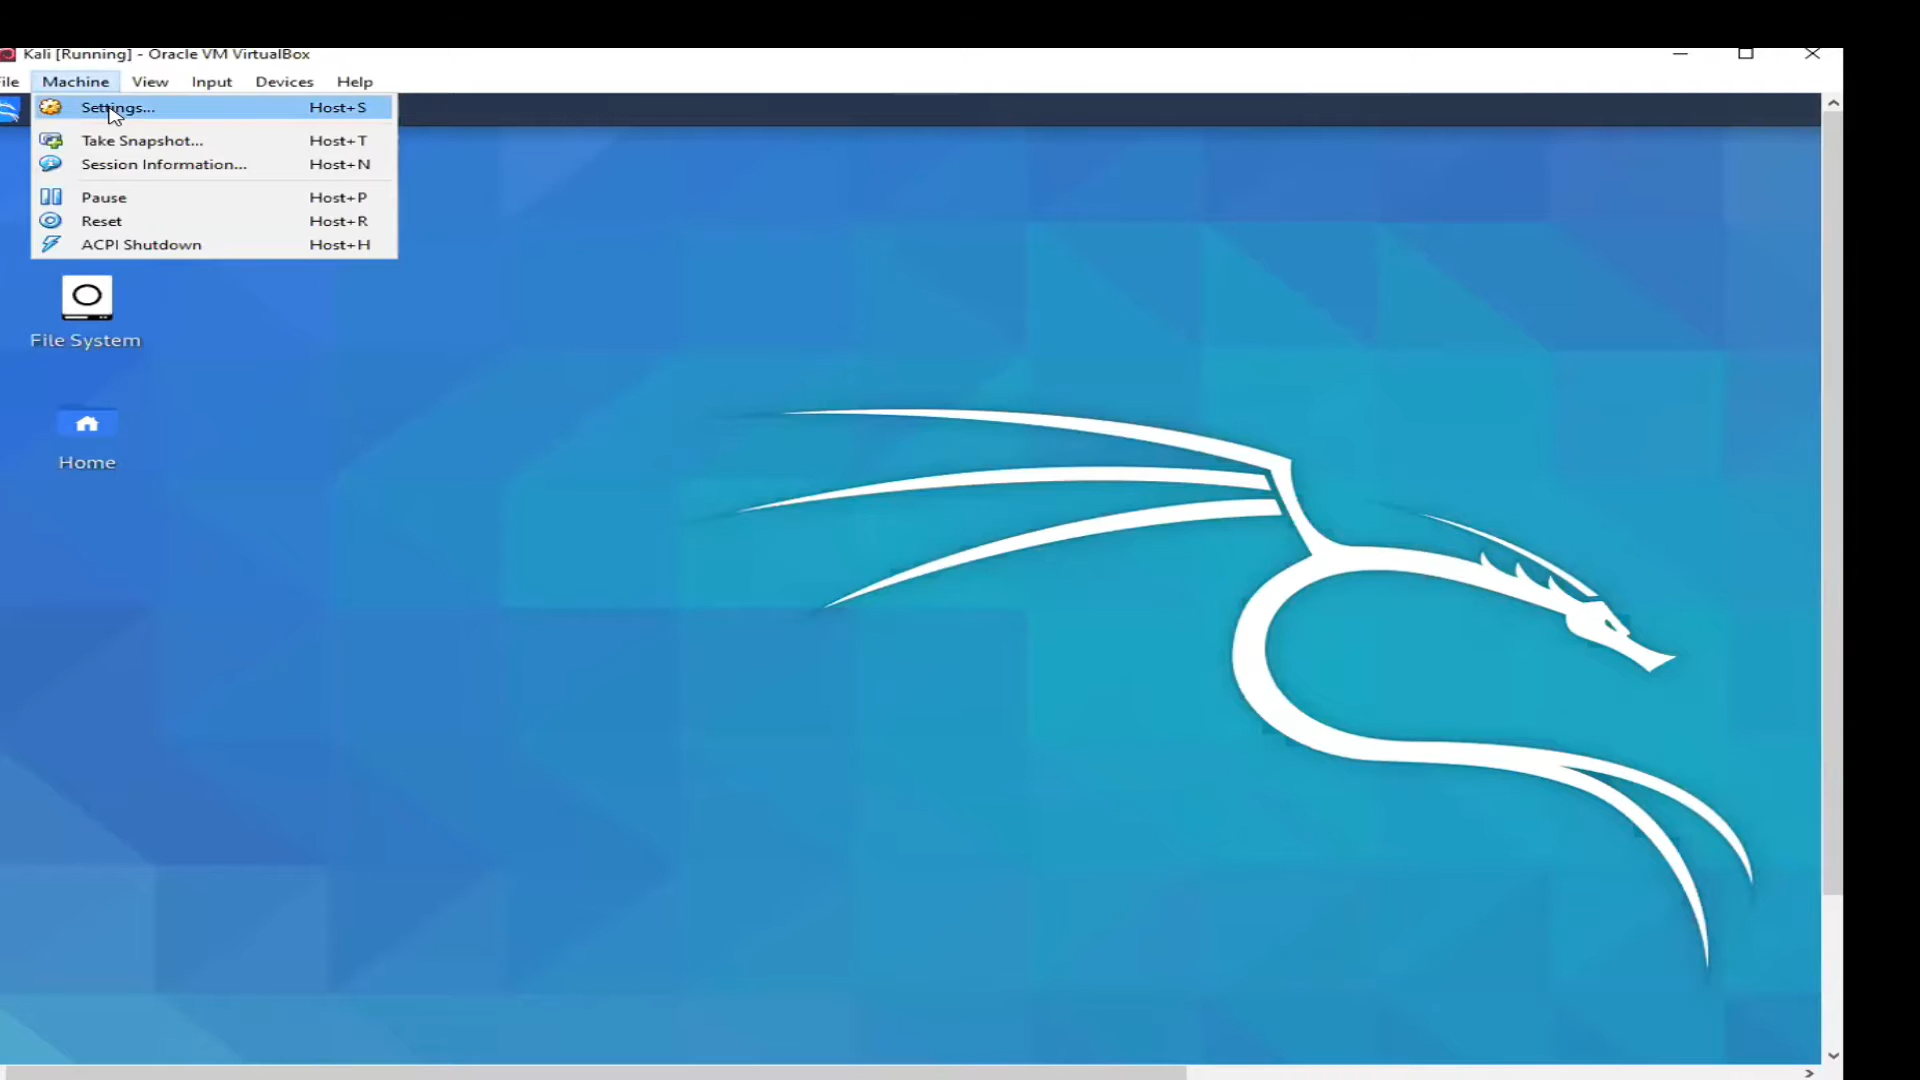 Kali [Running] - Oracle VM VirtualBox
File Machine View Input Devices Help
Settings... Host+S
Take Snapshot... Host+T
Session Information... Host+N
Pause Host+P
Reset Host+R
ACPI Shutdown Host+H
File System
Home